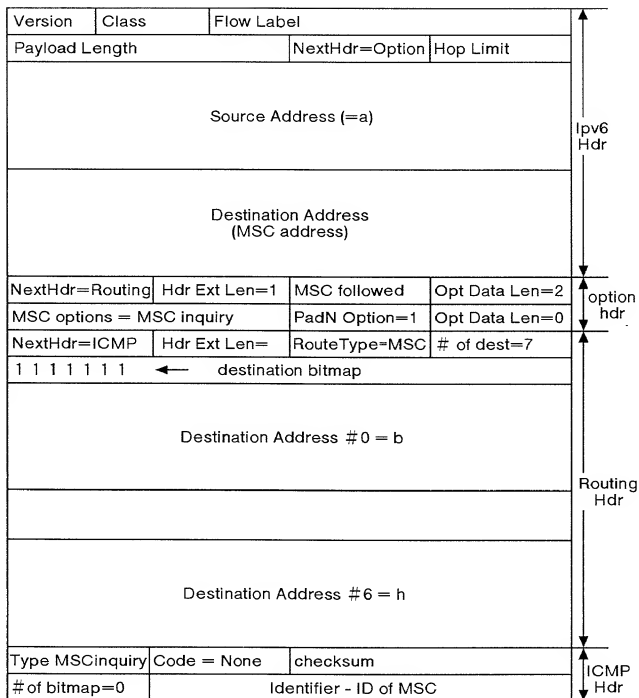 Version Class Flow Label
Payload Length NextHdr=Option Hop Limit
Source Address (=a)
Ipv6
Hdr
Destination Address
(MSC address)
NextHdr=Routing Hdr Ext Len=1 MSC followed Opt Data Len=2
option
hdr
MSC options = MSC inquiry PadN Option=1 Opt Data Len=0
NextHdr=ICMP Hdr Ext Len= RouteType=MSC # of dest=7
1 1 1 1 1 1 1 ← destination bitmap
Destination Address #0 = b
Routing
Hdr
Destination Address #6 = h
Type MSCinquiry Code = None checksum
ICMP
Hdr
# of bitmap=0 Identifier - ID of MSC